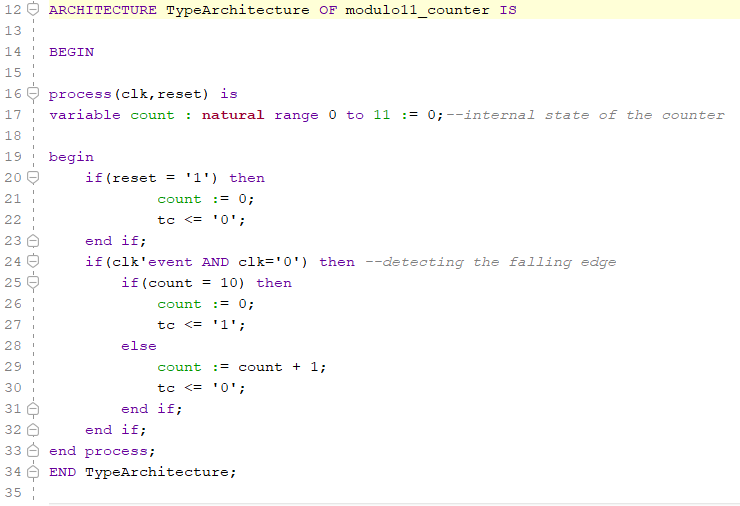 12 ARCHITECTURE TypeArchitecture OF modulo11_counter IS
13
14 BEGIN
15
16 process(clk,reset) is
17 variable count : natural range 0 to 11 := 0;--internal state of the counter
18
19 begin
20     if(reset = '1') then
21             count := 0;
22             tc <= '0';
23     end if;
24     if(clk'event AND clk='0') then --detecting the falling edge
25         if(count = 10) then
26             count := 0;
27             tc <= '1';
28         else
29             count := count + 1;
30             tc <= '0';
31         end if;
32     end if;
33 end process;
34 END TypeArchitecture;
35